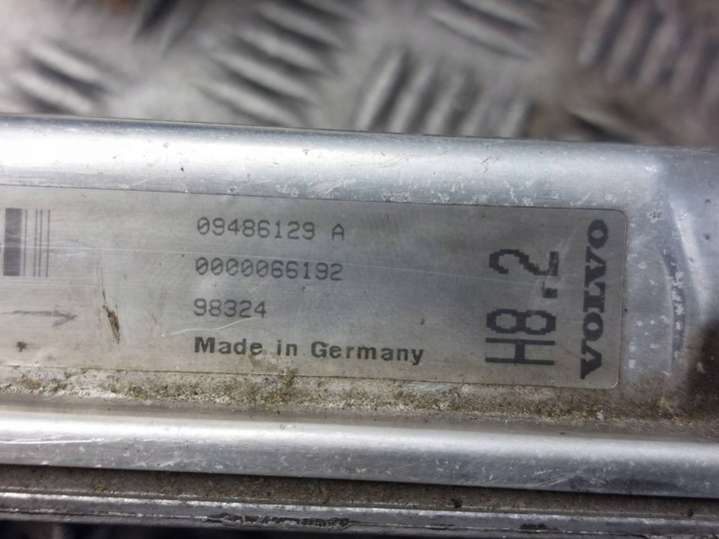 09486129 A
0000066192
98324
Made in Germany
H8.2
VOLVO